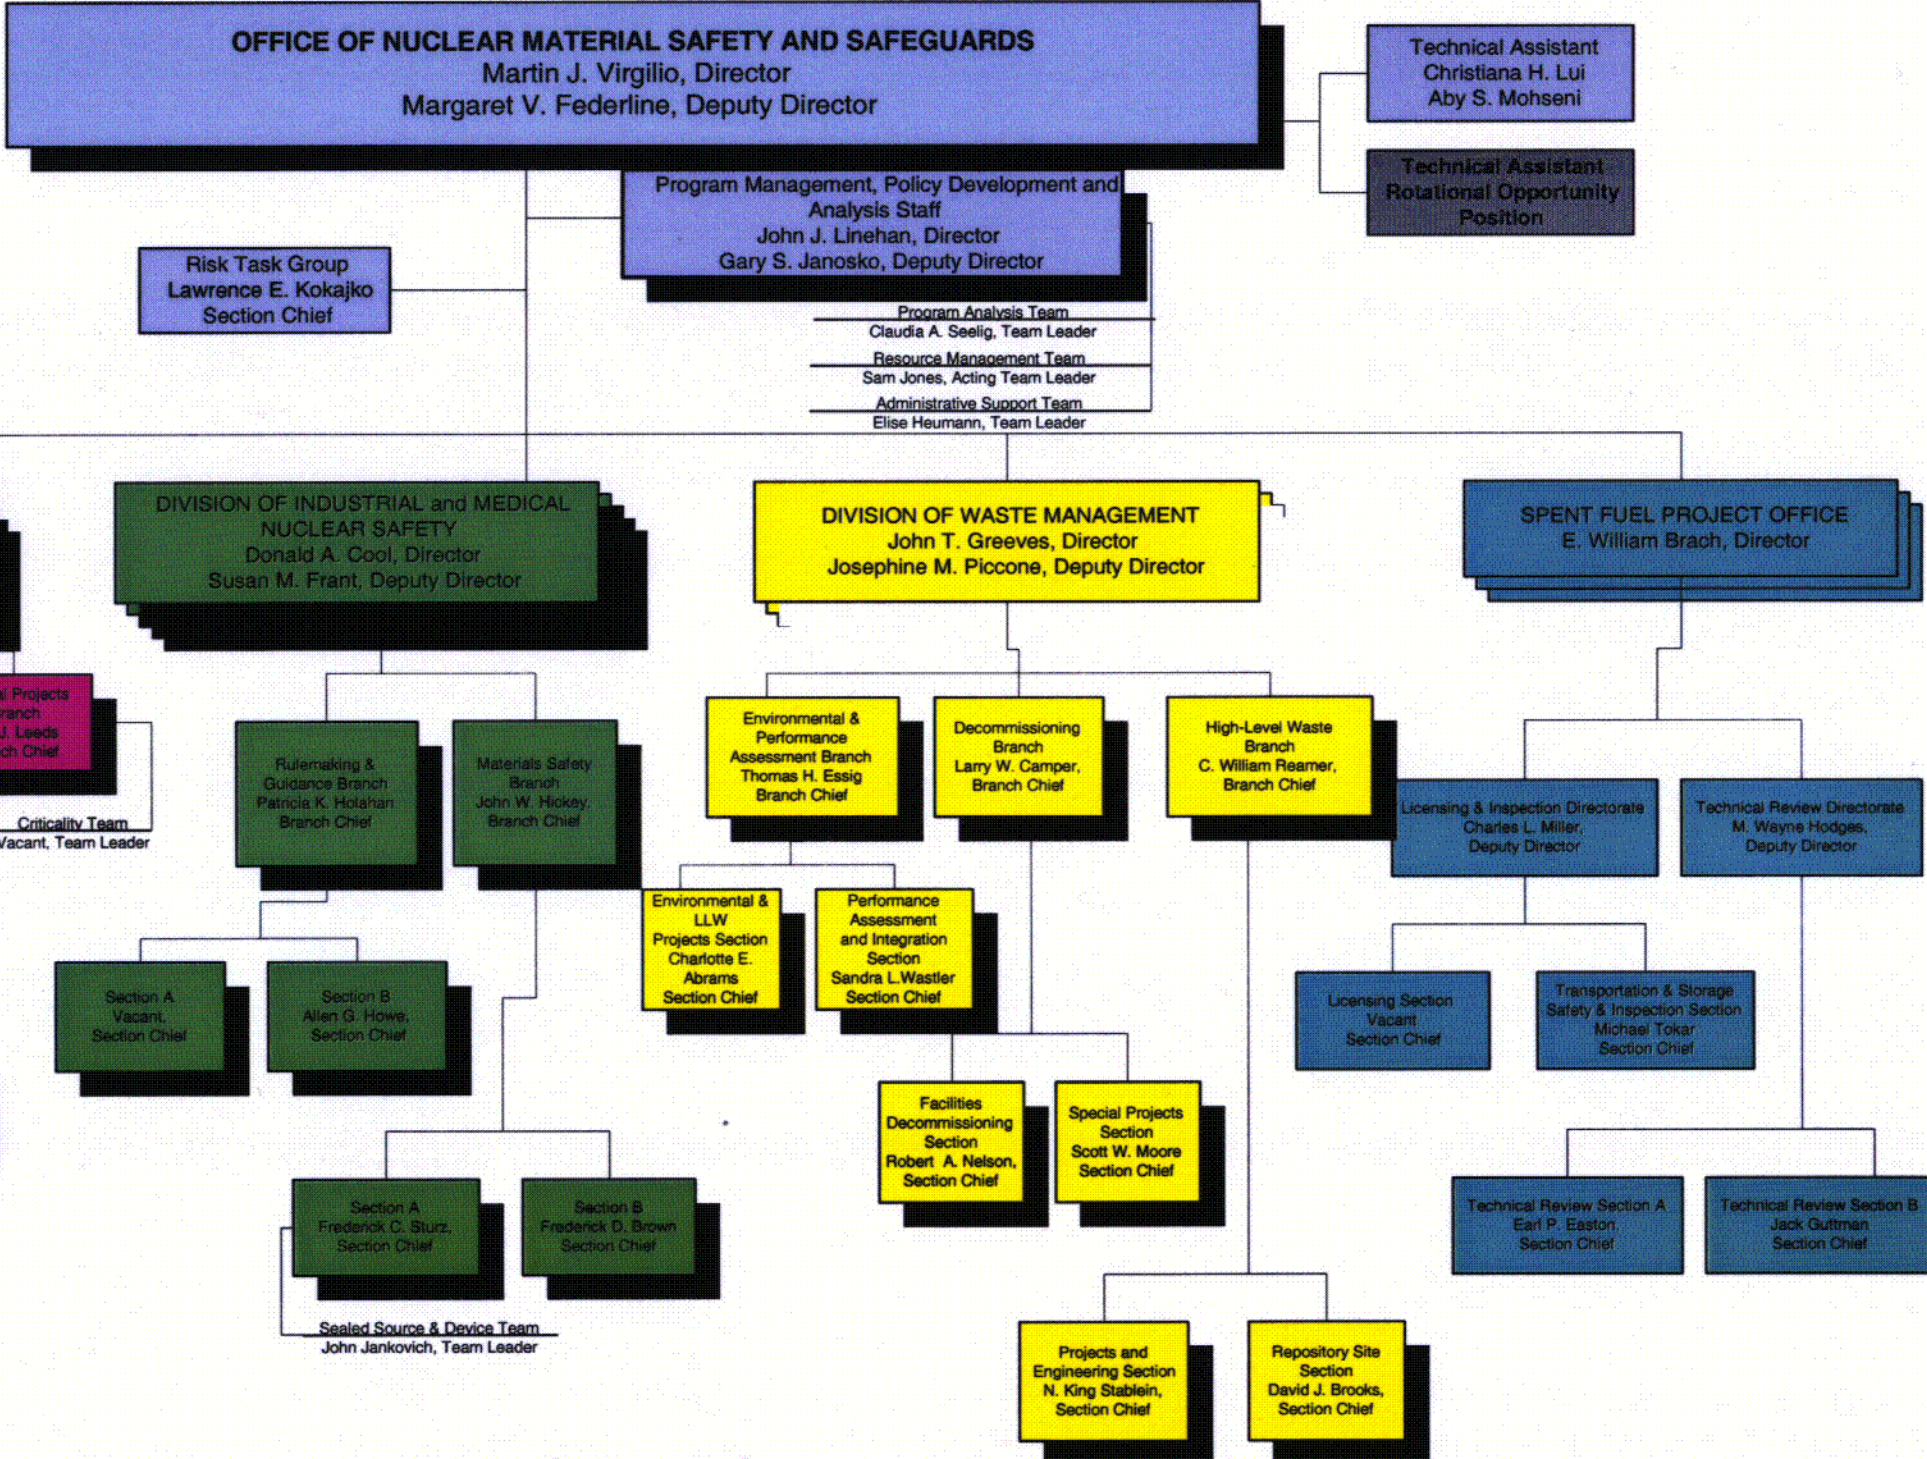 OFFICE OF NUCLEAR MATERIAL SAFETY AND SAFEGUARDS
Martin J. Virgilio, Director
Margaret V. Federline, Deputy Director
Technical Assistant
Christiana H. Lui
Aby S. Mohseni
Technical Assistant
Rotational Opportunity
Position
Program Management, Policy Development and
Analysis Staff
John J. Linehan, Director
Gary S. Janosko, Deputy Director
Risk Task Group
Lawrence E. Kokajko
Section Chief
Program Analysis Team
Claudia A. Seelig, Team Leader
Resource Management Team
Sam Jones, Acting Team Leader
Administrative Support Team
Elise Heumann, Team Leader
DIVISION OF INDUSTRIAL and MEDICAL
NUCLEAR SAFETY
Donald A. Cool, Director
Susan M. Frant, Deputy Director
DIVISION OF WASTE MANAGEMENT
John T. Greeves, Director
Josephine M. Piccone, Deputy Director
SPENT FUEL PROJECT OFFICE
E. William Brach, Director
Projects
J. Leeds
Chief
Criticality Team
Vacant, Team Leader
Rulemaking &
Guidance Branch
Patricia K. Holahan
Branch Chief
Materials Safety
Branch
John W. Hickey,
Branch Chief
Environmental &
Performance
Assessment Branch
Thomas H. Essig
Branch Chief
Decommissioning
Branch
Larry W. Camper,
Branch Chief
High-Level Waste
Branch
C. William Reamer,
Branch Chief
Licensing & Inspection Directorate
Charles L. Miller,
Deputy Director
Technical Review Directorate
M. Wayne Hodges,
Deputy Director
Section A
Vacant,
Section Chief
Section B
Allen G. Howe,
Section Chief
Environmental &
LLW
Projects Section
Charlotte E.
Abrams
Section Chief
Performance
Assessment
and Integration
Section
Sandra L.Wastler
Section Chief
Licensing Section
Vacant
Section Chief
Transportation & Storage
Safety & Inspection Section
Michael Tokar
Section Chief
Facilities
Decommissioning
Section
Robert A. Nelson,
Section Chief
Special Projects
Section
Scott W. Moore
Section Chief
Section A
Frederick C. Sturz,
Section Chief
Section B
Frederick D. Brown
Section Chief
Technical Review Section A
Earl P. Easton,
Section Chief
Technical Review Section B
Jack Guttman
Section Chief
Sealed Source & Device Team
John Jankovich, Team Leader
Projects and
Engineering Section
N. King Stablein,
Section Chief
Repository Site
Section
David J. Brooks,
Section Chief